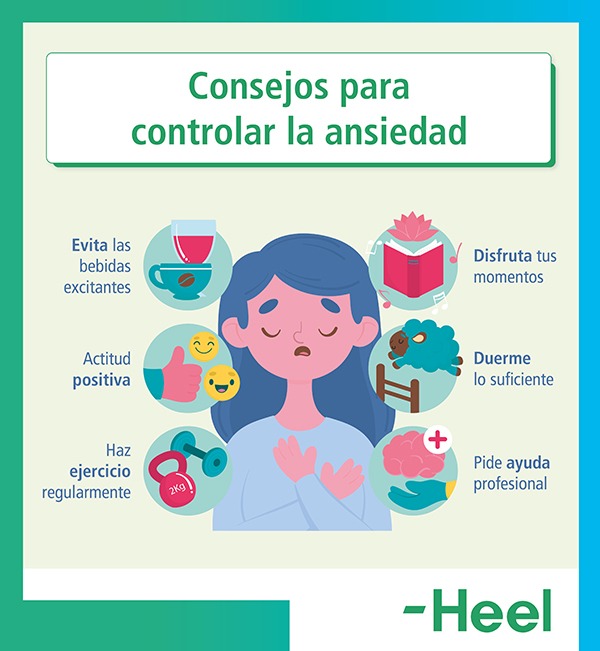 Consejos para
controlar la ansiedad
Evita las
bebidas
excitantes
Disfruta tus
momentos
Actitud
positiva
Duerme
lo suficiente
Haz
ejercicio
regularmente
2Kg
Pide ayuda
profesional
-Heel